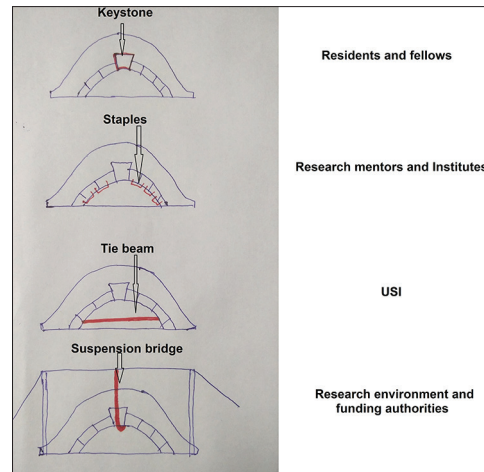 Keystone
Residents and fellows
Staples
Research mentors and Institutes
Tie beam
USI
Suspension bridge
Research environment and
funding authorities